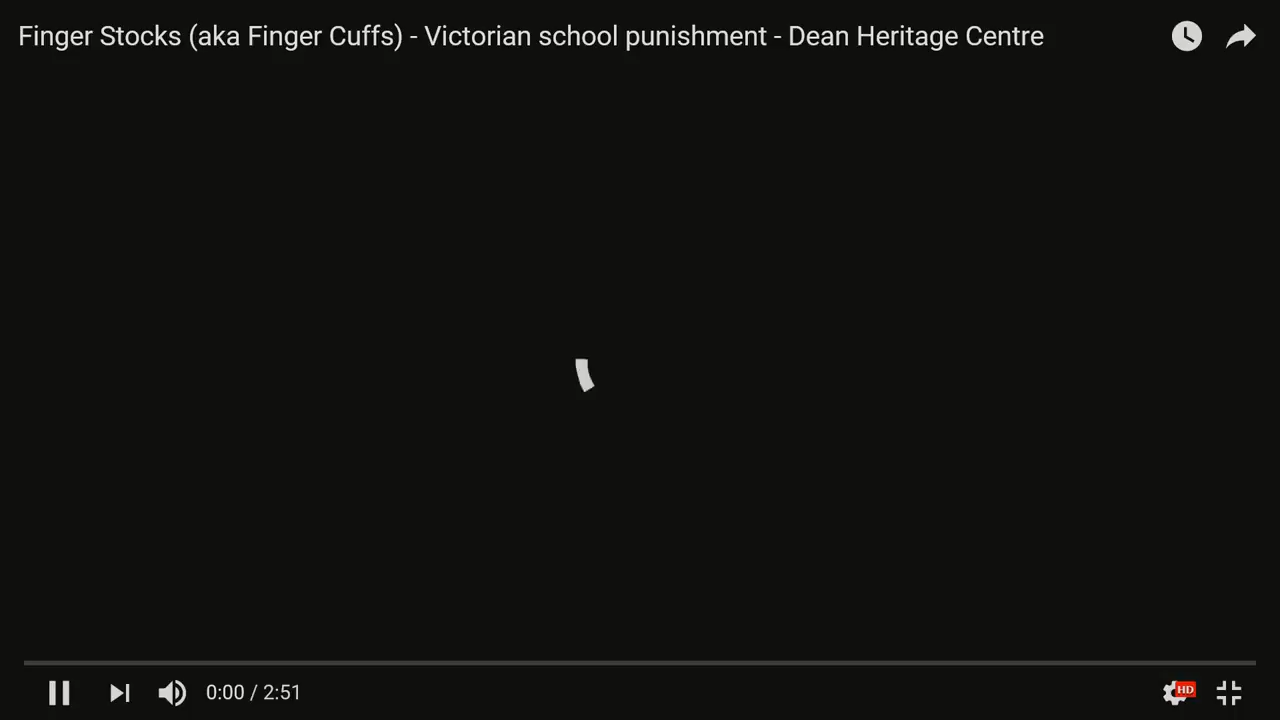 Finger Stocks (aka Finger Cuffs) - Victorian school punishment - Dean Heritage Centre
0:00 / 2:51
HD